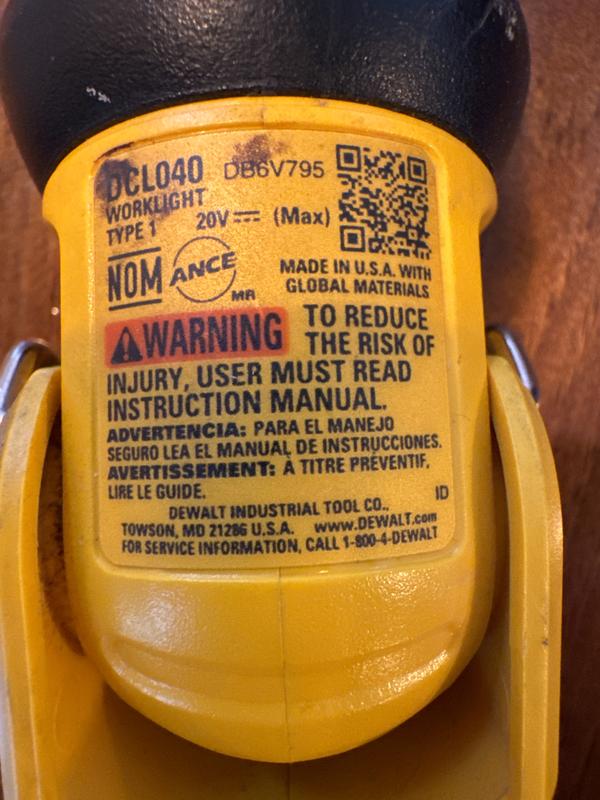 DCL040 DB6V795
WORKLIGHT
TYPE 1 20V ⎓ (Max)
NOM ANCE MR
MADE IN U.S.A. WITH
GLOBAL MATERIALS
⚠WARNING TO REDUCE
THE RISK OF
INJURY, USER MUST READ
INSTRUCTION MANUAL.
ADVERTENCIA: PARA EL MANEJO
SEGURO LEA EL MANUAL DE INSTRUCCIONES.
AVERTISSEMENT: À TITRE PRÉVENTIF,
LIRE LE GUIDE. ID
DEWALT INDUSTRIAL TOOL CO.,
TOWSON, MD 21286 U.S.A. www.DEWALT.com
FOR SERVICE INFORMATION, CALL 1-800-4-DEWALT